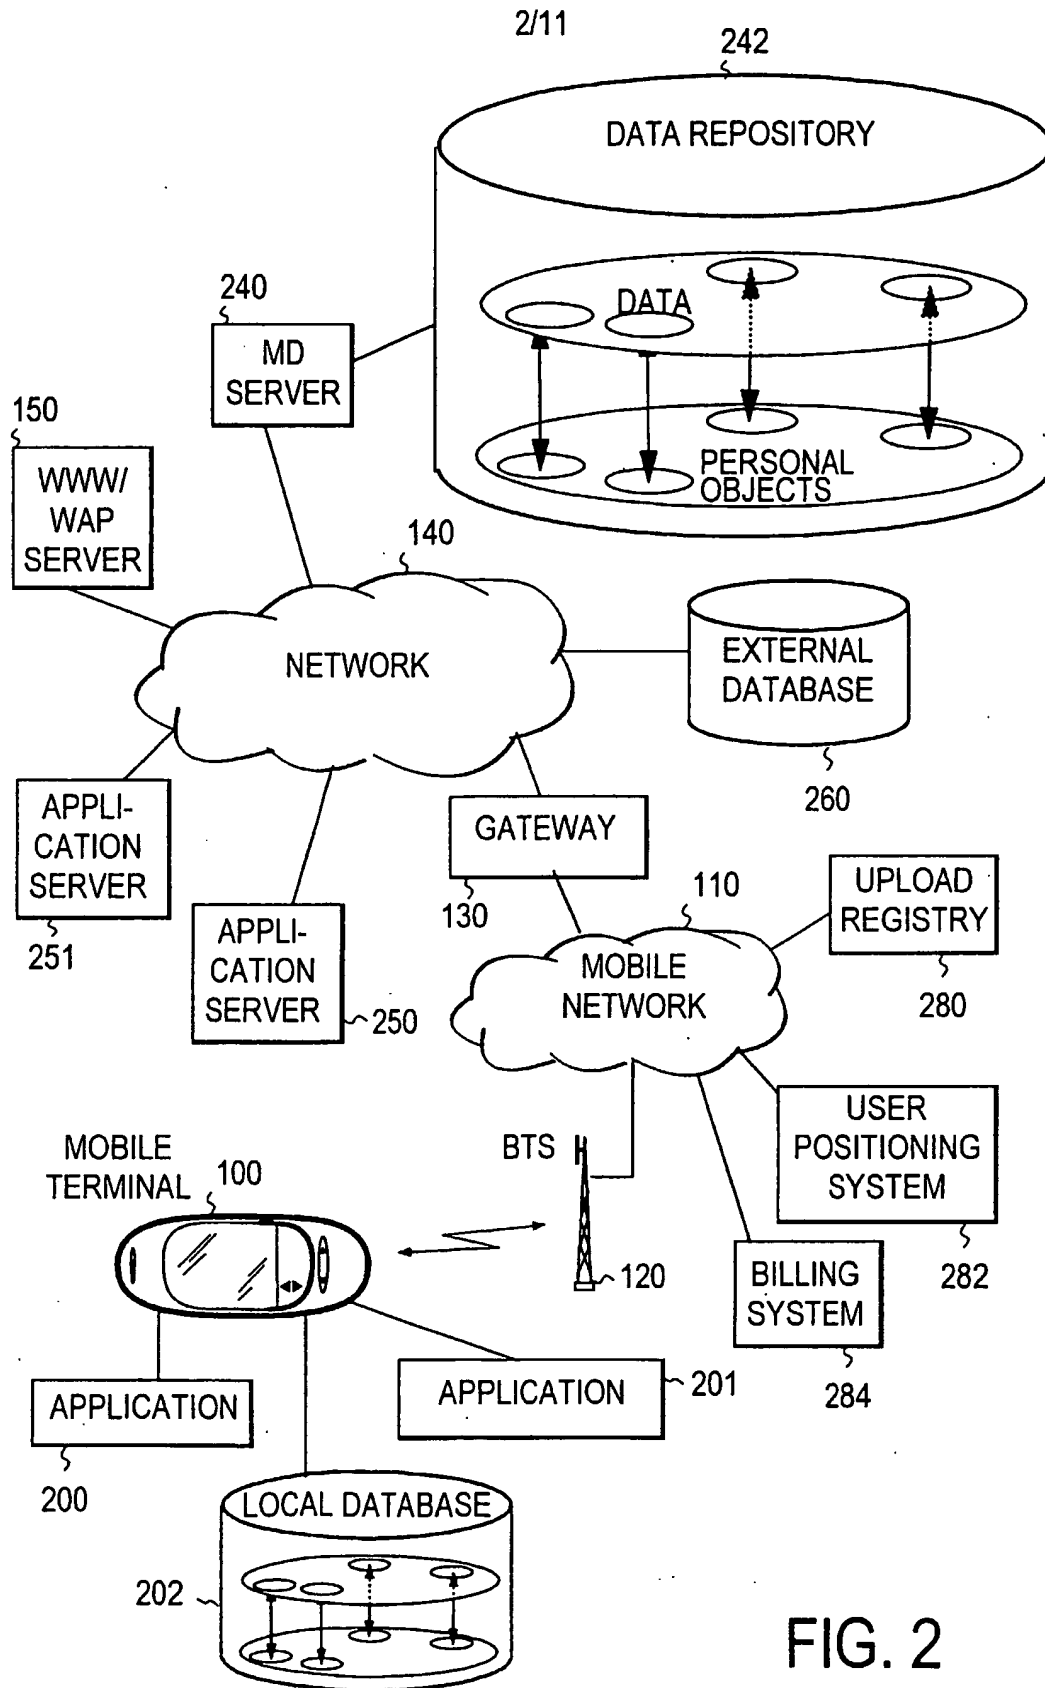 2/11
242
DATA REPOSITORY
DATA
PERSONAL
OBJECTS
240
MD
SERVER
150
WWW/
WAP
SERVER
140
NETWORK
EXTERNAL
DATABASE
260
APPLI-
CATION
SERVER
251
GATEWAY
130
APPLI-
CATION
SERVER
250
110
MOBILE
NETWORK
UPLOAD
REGISTRY
280
USER
POSITIONING
SYSTEM
282
BTS
120
BILLING
SYSTEM
284
MOBILE
TERMINAL
100
APPLICATION
200
APPLICATION
201
LOCAL DATABASE
202
FIG. 2